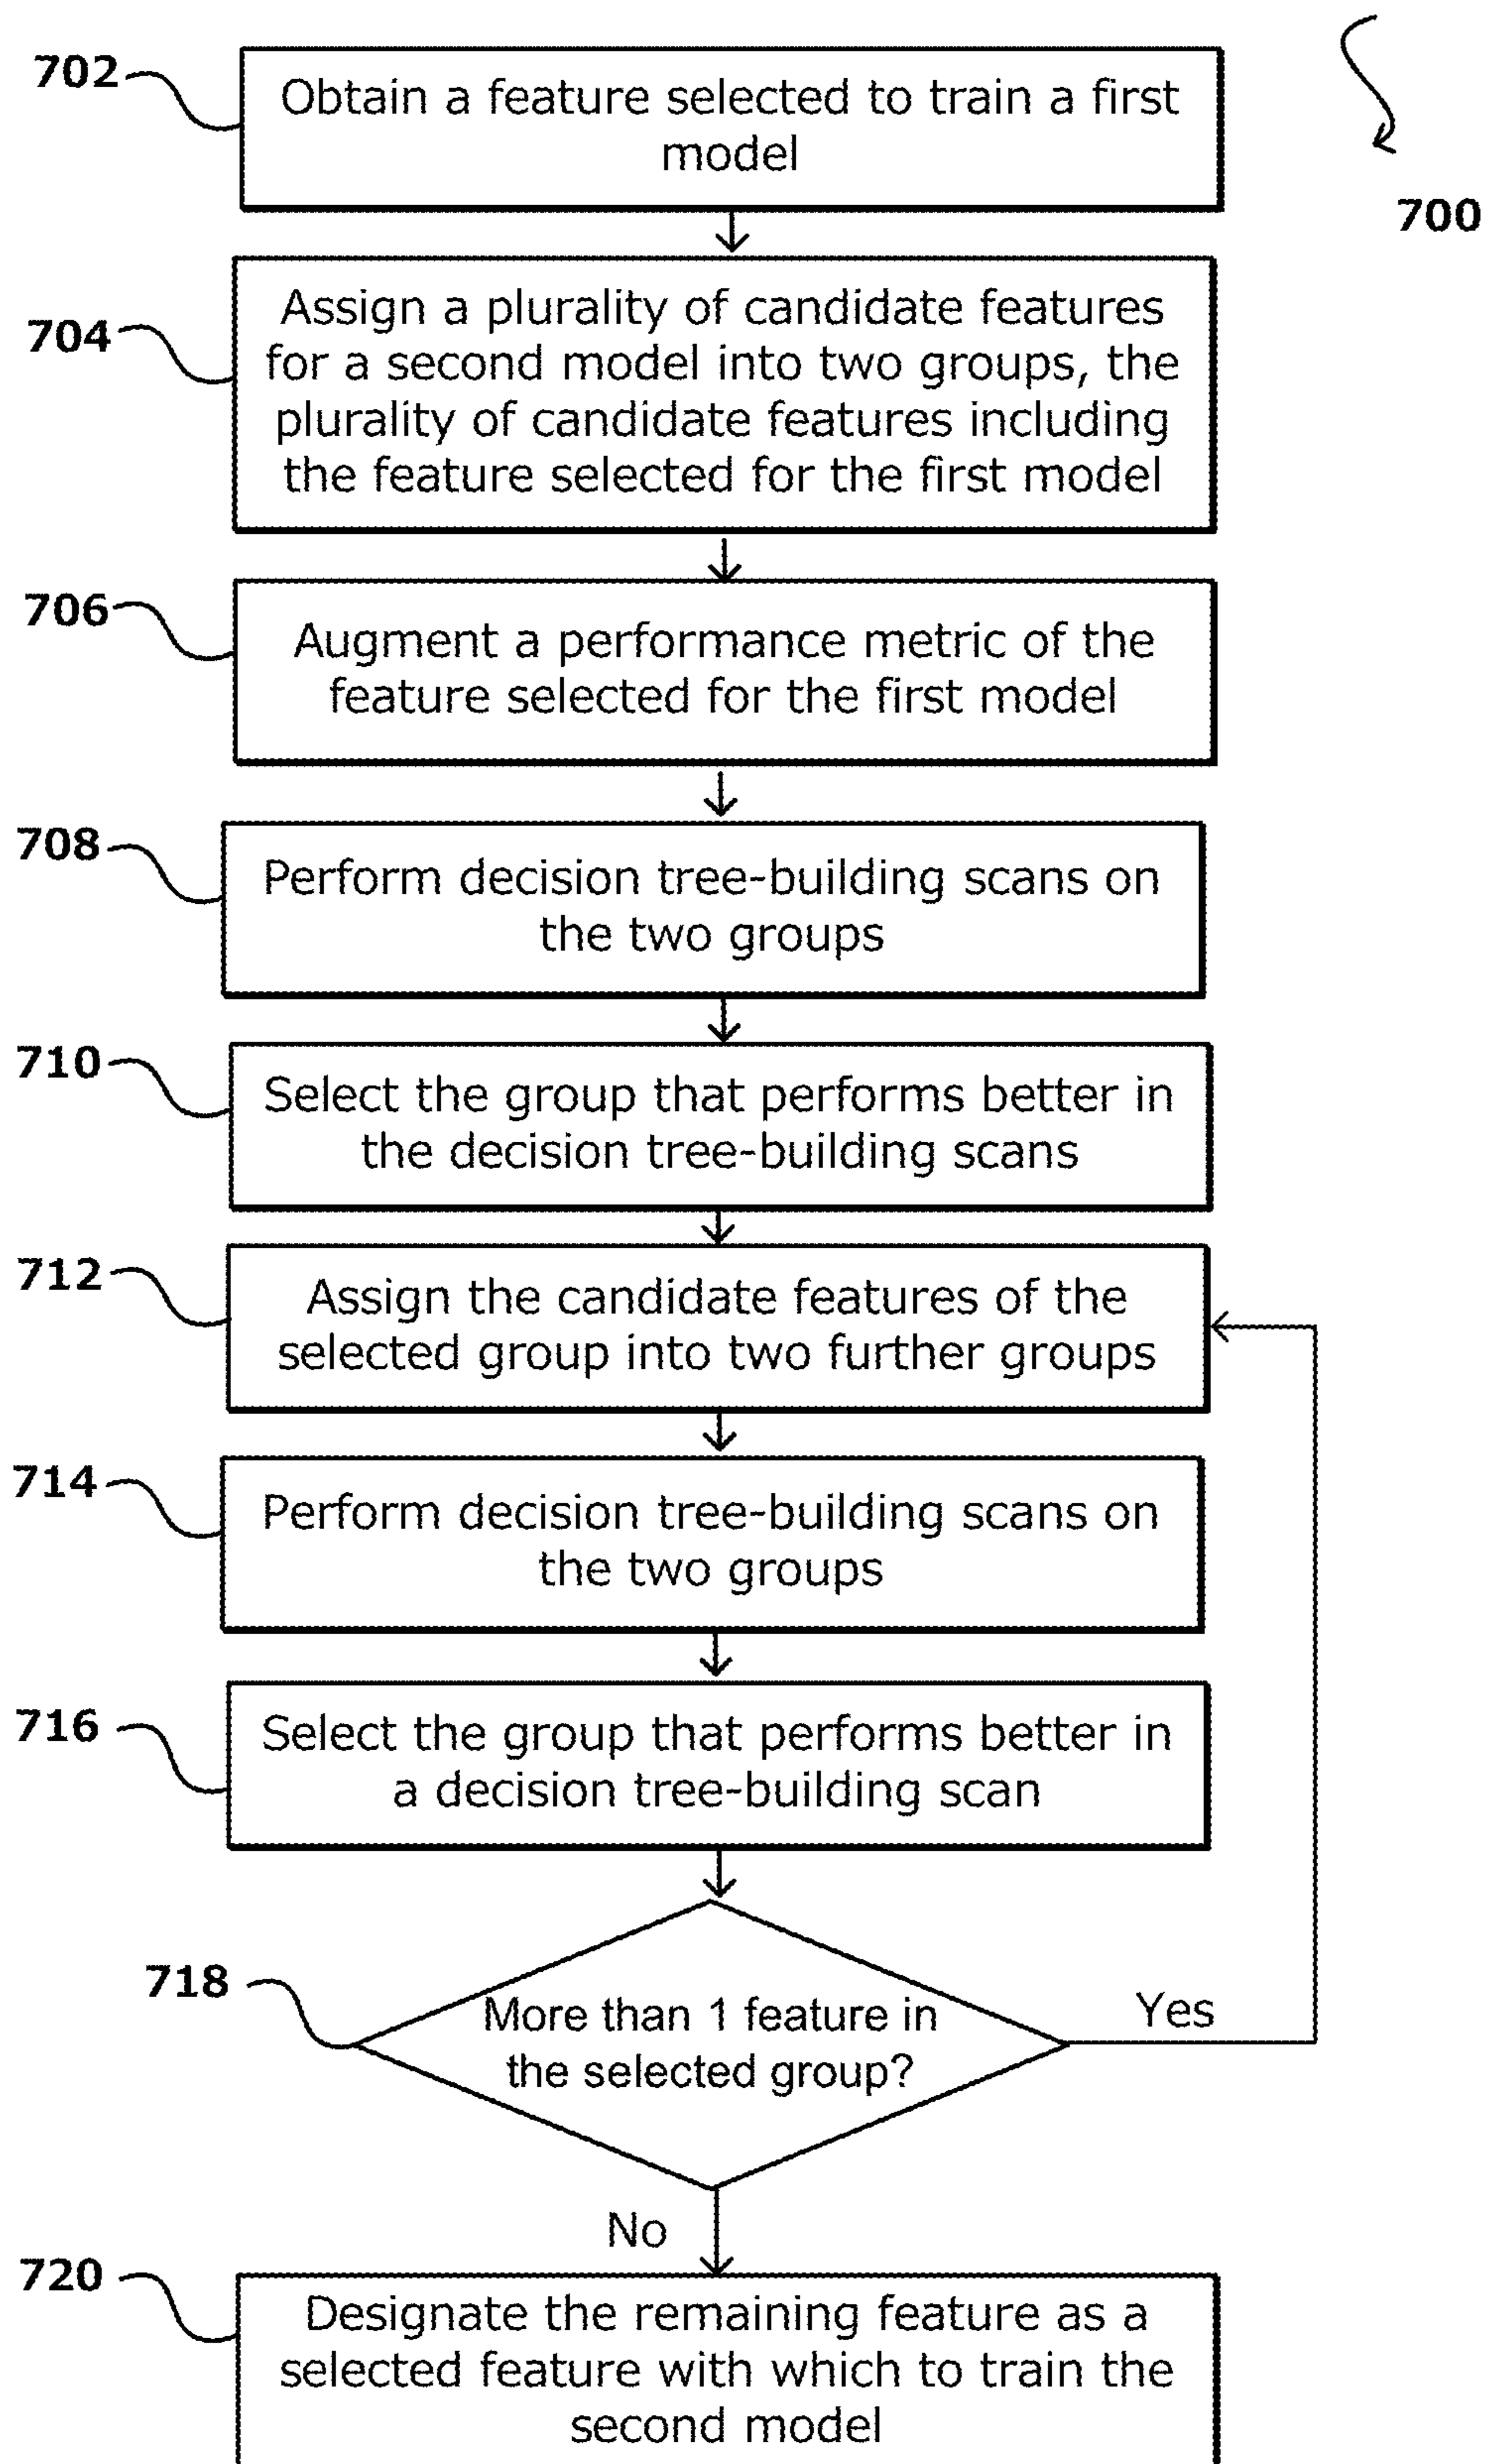 702
Obtain a feature selected to train a first
model
700
704
Assign a plurality of candidate features
for a second model into two groups, the
plurality of candidate features including
the feature selected for the first model
706
Augment a performance metric of the
feature selected for the first model
708
Perform decision tree-building scans on
the two groups
710
Select the group that performs better in
the decision tree-building scans
712
Assign the candidate features of the
selected group into two further groups
714
Perform decision tree-building scans on
the two groups
716
Select the group that performs better in
a decision tree-building scan
718
More than 1 feature in
the selected group?
Yes
No
720
Designate the remaining feature as a
selected feature with which to train the
second model